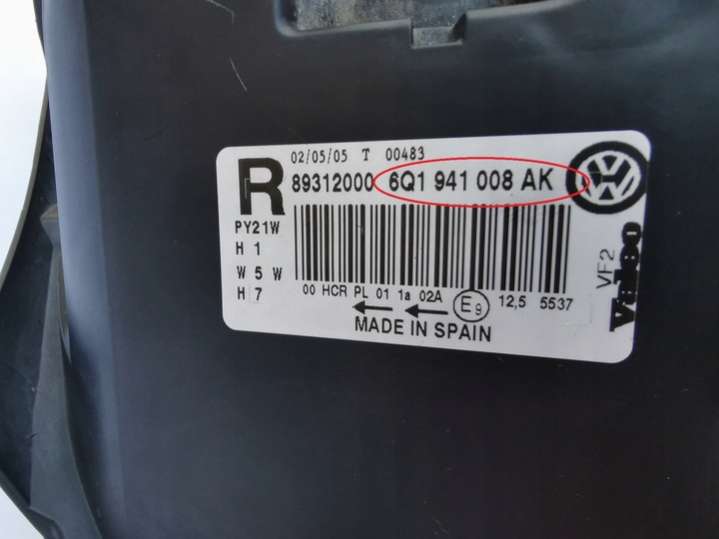 02/05/05 T 00483
R 89312000 6Q1 941 008 AK
PY21W
H 1
W 5 W
H 7
00 HCR PL 01 1a 02A E9 12,5 5537
MADE IN SPAIN
VF2
Valeo